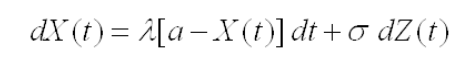 dX(t) = λ[a − X(t)] dt + σ dZ(t)